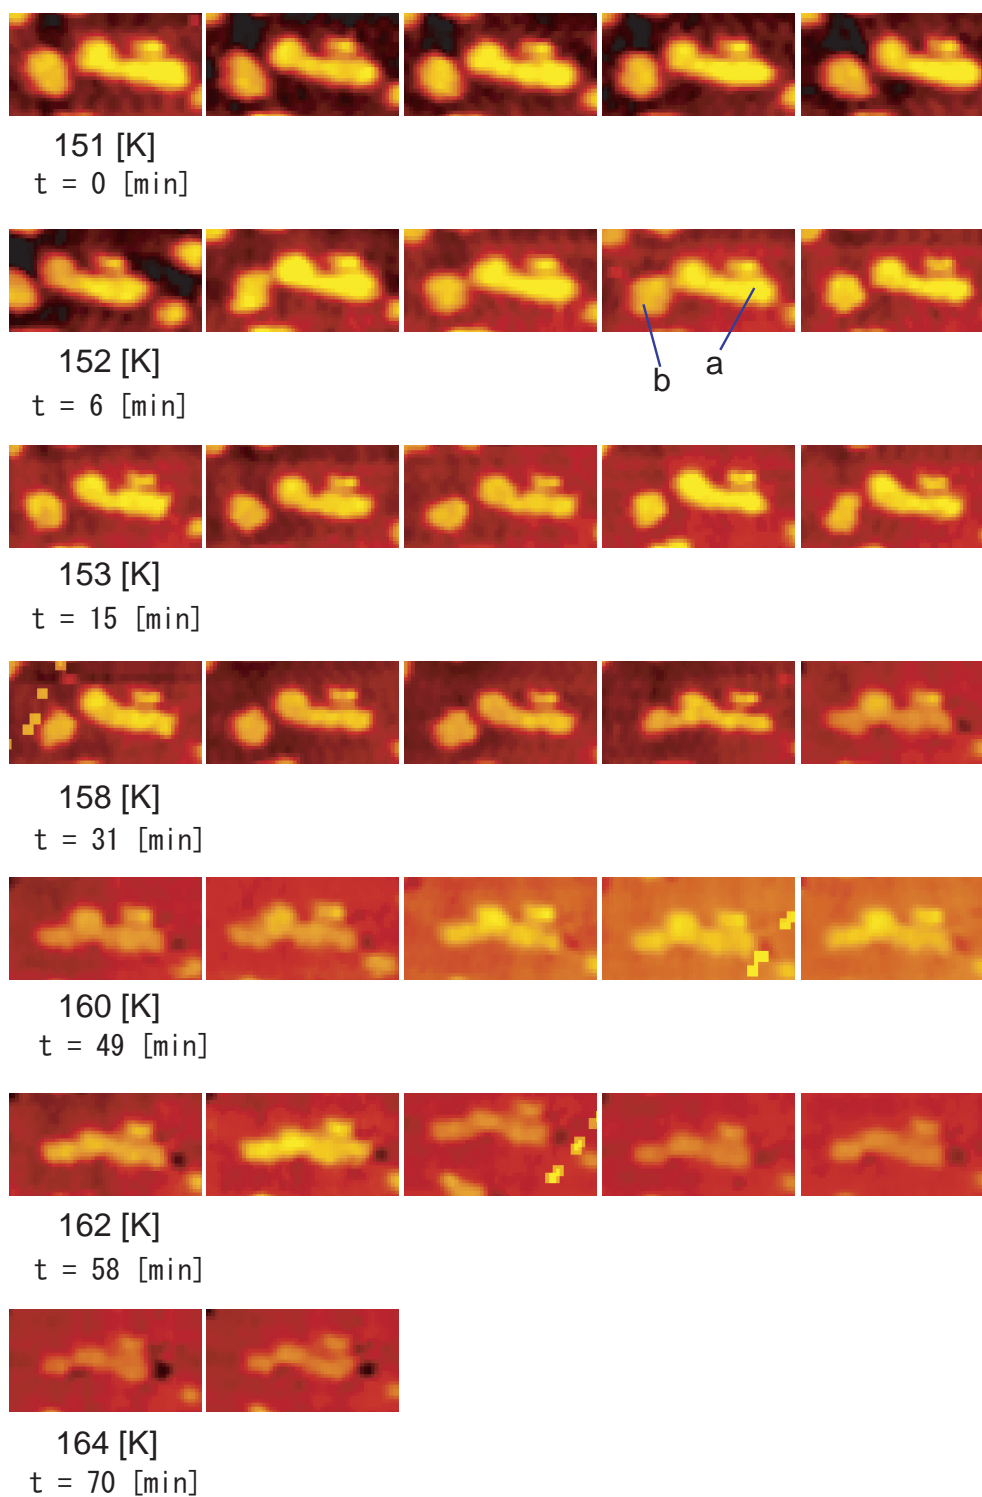 151 [K]
t = 0 [min]
152 [K]
t = 6 [min]
b
a
153 [K]
t = 15 [min]
158 [K]
t = 31 [min]
160 [K]
t = 49 [min]
162 [K]
t = 58 [min]
164 [K]
t = 70 [min]